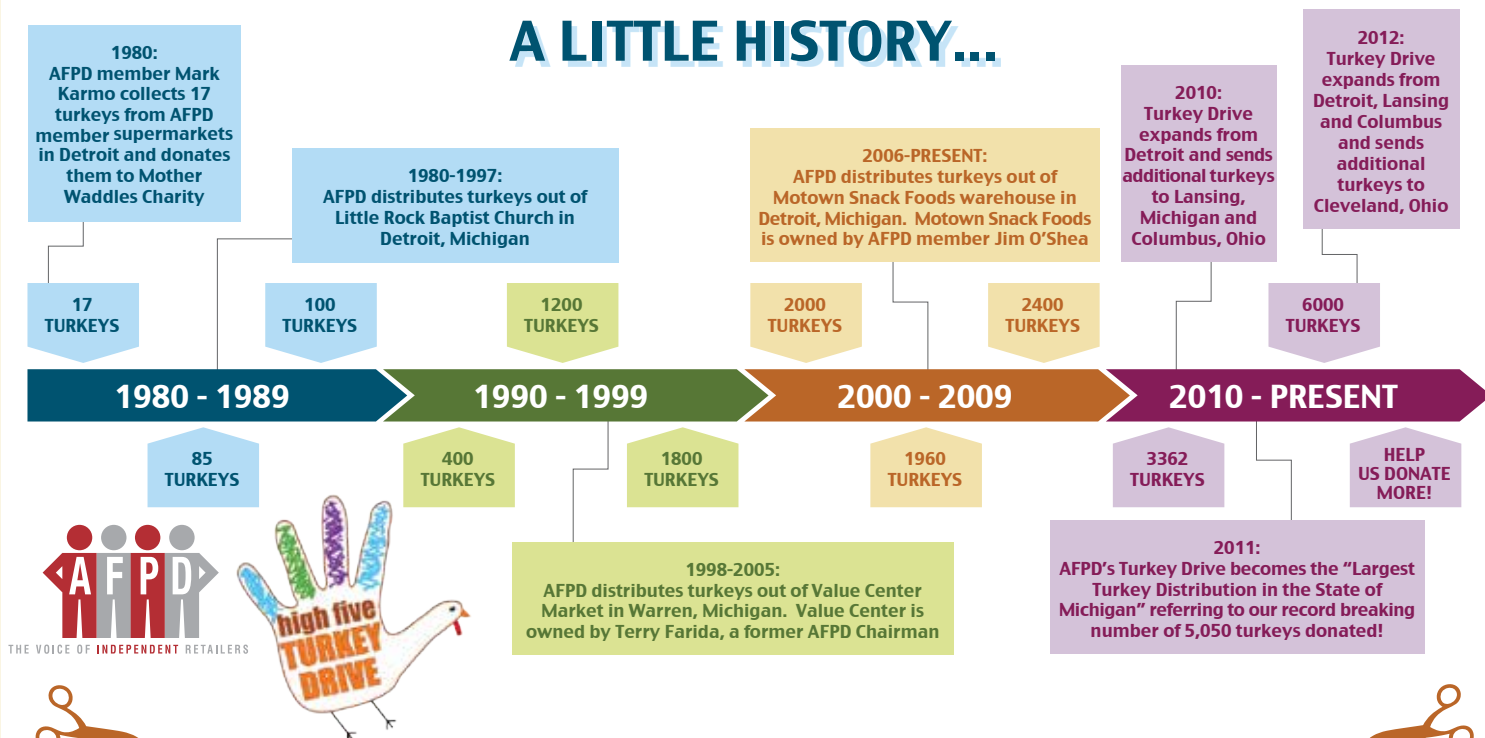 A LITTLE HISTORY...
1980:
AFPD member Mark
Karmo collects 17
turkeys from AFPD
member supermarkets
in Detroit and donates
them to Mother
Waddles Charity
1980-1997:
AFPD distributes turkeys out of
Little Rock Baptist Church in
Detroit, Michigan
2006-PRESENT:
AFPD distributes turkeys out of
Motown Snack Foods warehouse in
Detroit, Michigan. Motown Snack Foods
is owned by AFPD member Jim O'Shea
2010:
Turkey Drive
expands from
Detroit and sends
additional turkeys
to Lansing,
Michigan and
Columbus, Ohio
2012:
Turkey Drive
expands from
Detroit, Lansing
and Columbus
and sends
additional
turkeys to
Cleveland, Ohio
17
TURKEYS
100
TURKEYS
1200
TURKEYS
2000
TURKEYS
2400
TURKEYS
6000
TURKEYS
1980 - 1989
1990 - 1999
2000 - 2009
2010 - PRESENT
85
TURKEYS
400
TURKEYS
1800
TURKEYS
1960
TURKEYS
3362
TURKEYS
HELP
US DONATE
MORE!
AFPD
THE VOICE OF INDEPENDENT RETAILERS
high five
TURKEY
DRIVE
1998-2005:
AFPD distributes turkeys out of Value Center
Market in Warren, Michigan. Value Center is
owned by Terry Farida, a former AFPD Chairman
2011:
AFPD's Turkey Drive becomes the "Largest
Turkey Distribution in the State of
Michigan" referring to our record breaking
number of 5,050 turkeys donated!